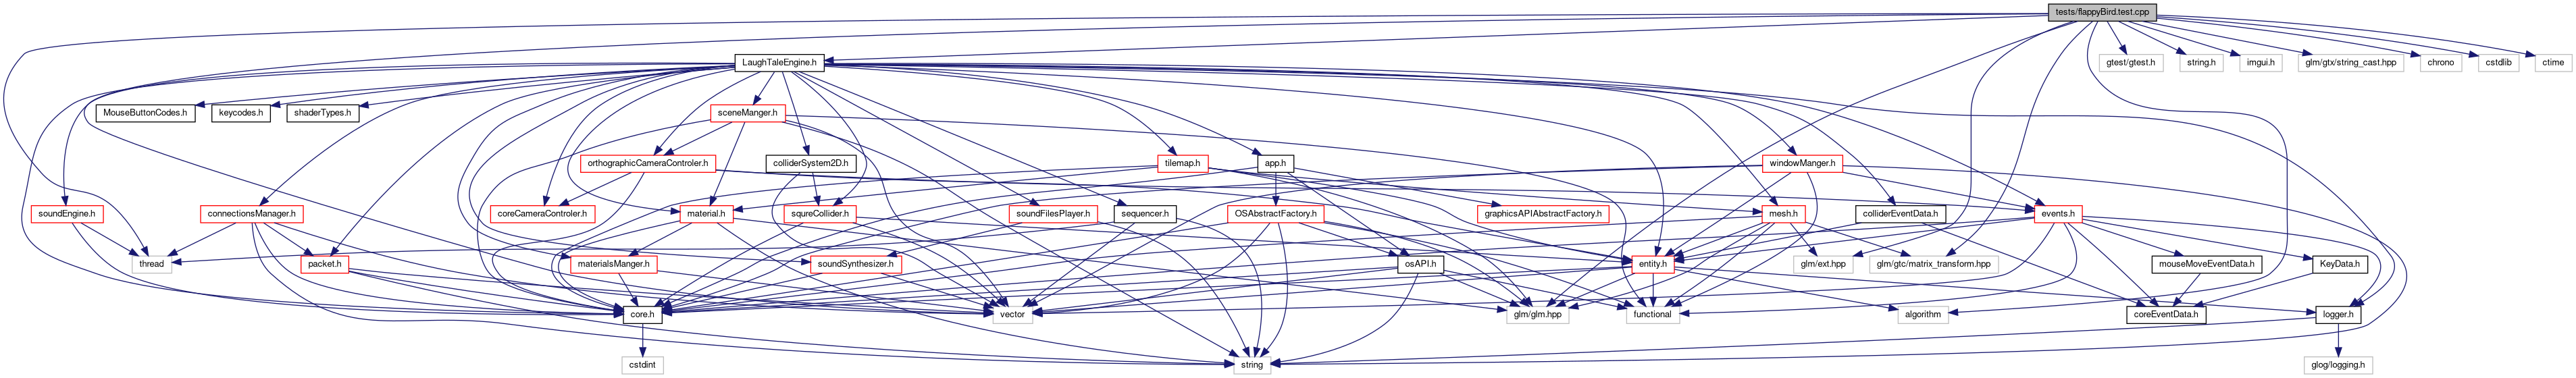 tests/flappyBird.test.cpp
LaughTaleEngine.h
gtest/gtest.h
string.h
imgui.h
glm/gtx/string_cast.hpp
chrono
cstdlib
ctime
MouseButtonCodes.h
keycodes.h
shaderTypes.h
sceneManger.h
orthographicCameraControler.h
colliderSystem2D.h
tilemap.h
app.h
windowManger.h
soundEngine.h
connectionsManager.h
coreCameraControler.h
material.h
squreCollider.h
soundFilesPlayer.h
sequencer.h
OSAbstractFactory.h
graphicsAPIAbstractFactory.h
mesh.h
colliderEventData.h
events.h
thread
packet.h
materialsManger.h
soundSynthesizer.h
osAPI.h
entity.h
glm/ext.hpp
glm/gtc/matrix_transform.hpp
mouseMoveEventData.h
KeyData.h
core.h
vector
glm/glm.hpp
functional
algorithm
coreEventData.h
logger.h
cstdint
string
glog/logging.h